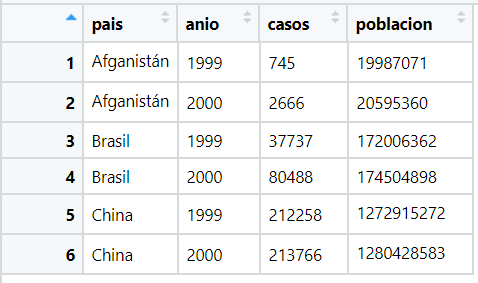 pais anio casos poblacion
1 Afganistán 1999 745 19987071
2 Afganistán 2000 2666 20595360
3 Brasil 1999 37737 172006362
4 Brasil 2000 80488 174504898
5 China 1999 212258 1272915272
6 China 2000 213766 1280428583